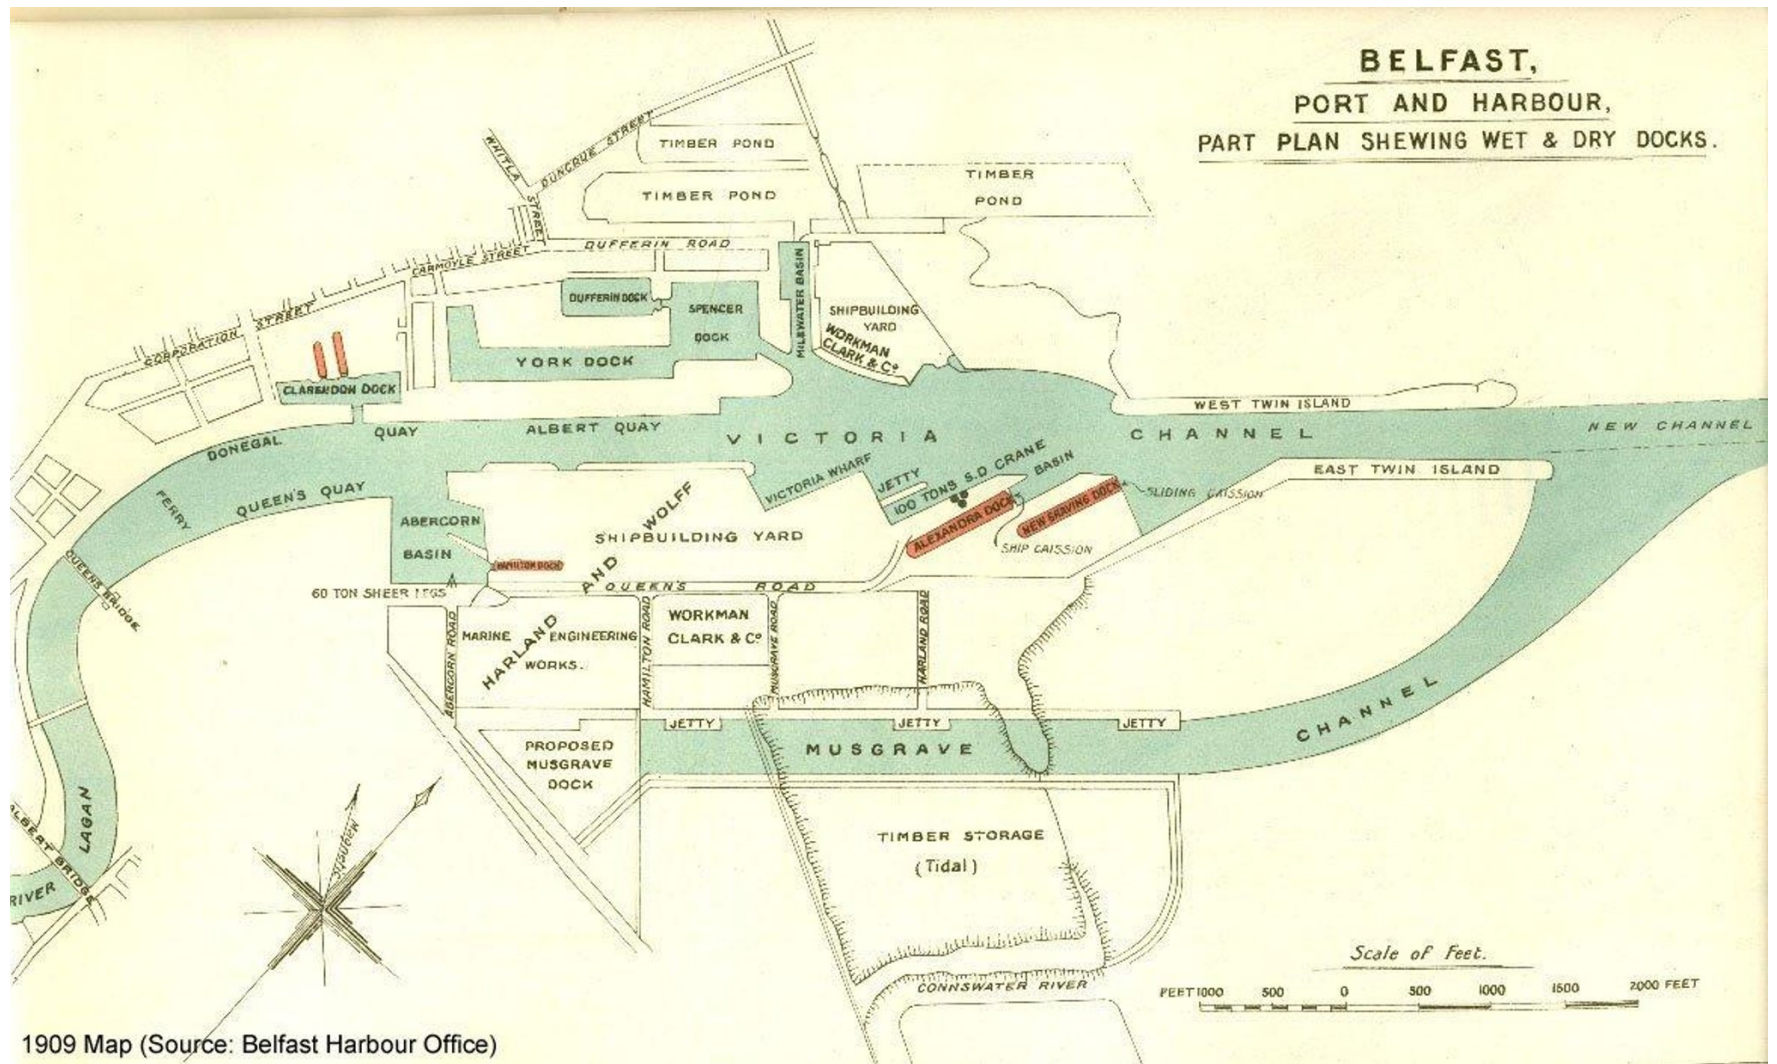 BELFAST,
PORT AND HARBOUR,
PART PLAN SHEWING WET & DRY DOCKS.
WHITLA
STREET
DUNCRUE STREET
TIMBER POND
TIMBER POND
TIMBER
POND
DUFFERIN ROAD
CARMOYLE STREET
CORPORATION STREET
DUFFERIN DOCK
SPENCER
DOCK
MILEWATER BASIN
SHIPBUILDING
YARD
WORKMAN
CLARK & Co
YORK DOCK
CLARENDON DOCK
WEST TWIN ISLAND
DONEGAL
QUAY
ALBERT QUAY
VICTORIA
CHANNEL
NEW CHANNEL
EAST TWIN ISLAND
FERRY
QUEEN'S QUAY
VICTORIA WHARF
JETTY
100 TONS S.D CRANE
BASIN
SLIDING CAISSION
ALEXANDRA DOCK
NEW GRAVING DOCK
SHIP CAISSION
ABERCORN
BASIN
SHIPBUILDING YARD
HARLAND AND WOLFF
HAMILTON DOCK
QUEENS BRIDGE
60 TON SHEER LEGS
QUEEN'S ROAD
ABERCORN ROAD
MARINE ENGINEERING
WORKS.
HAMILTON ROAD
WORKMAN
CLARK & Co
MUSGRAVE ROAD
HARLAND ROAD
JETTY
JETTY
JETTY
MUSGRAVE
CHANNEL
PROPOSED
MUSGRAVE
DOCK
LAGAN
RIVER
ALBERT BRIDGE
Magnetic
TIMBER STORAGE
(Tidal)
CONNSWATER RIVER
Scale of Feet.
FEET 1000 500 0 500 1000 1500 2000 FEET
1909 Map (Source: Belfast Harbour Office)